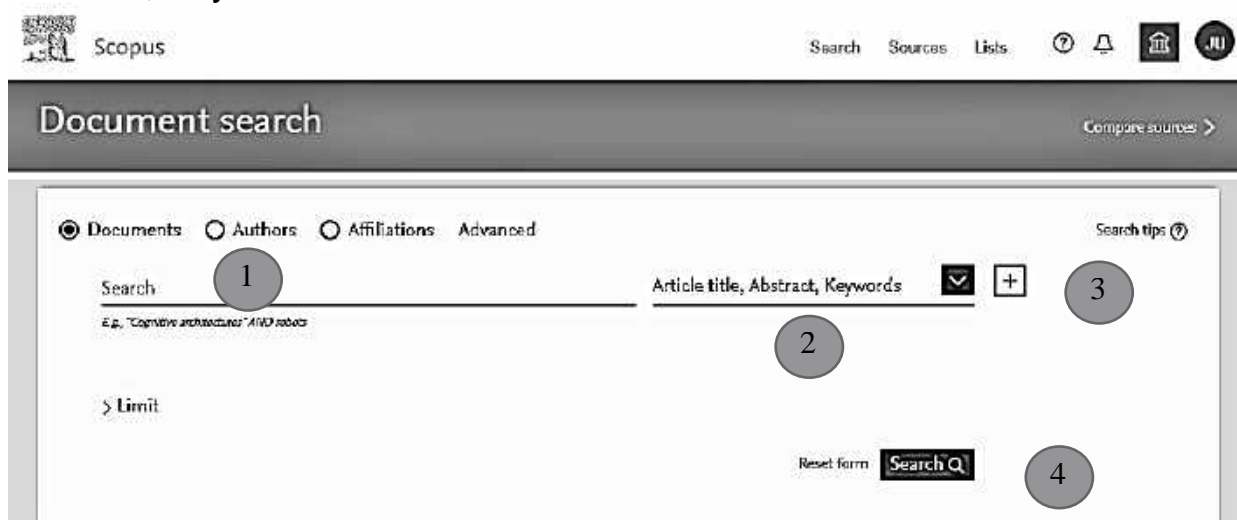 Scopus
Search Sources Lists
JU
Document search
Compare sources >
Documents Authors Affiliations Advanced
Search tips
1
Search
Article title, Abstract, Keywords
+
3
E.g., "Cognitive architectures" AND robots
2
> Limit
Reset form Search
4